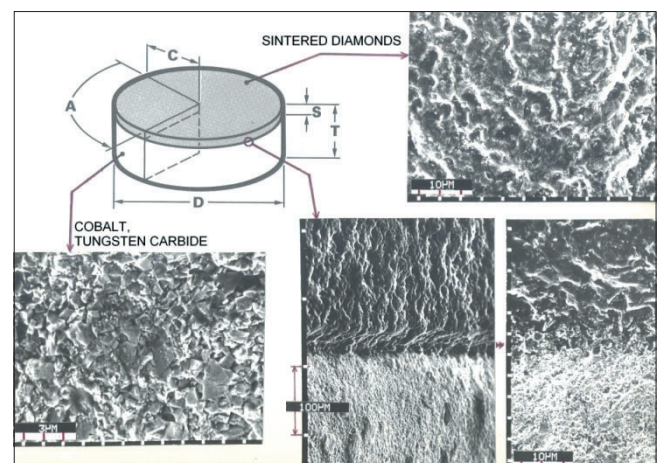 SINTERED DIAMONDS
C
A
S
T
D
10µM
COBALT,
TUNGSTEN CARBIDE
3µM
100µM
10µM